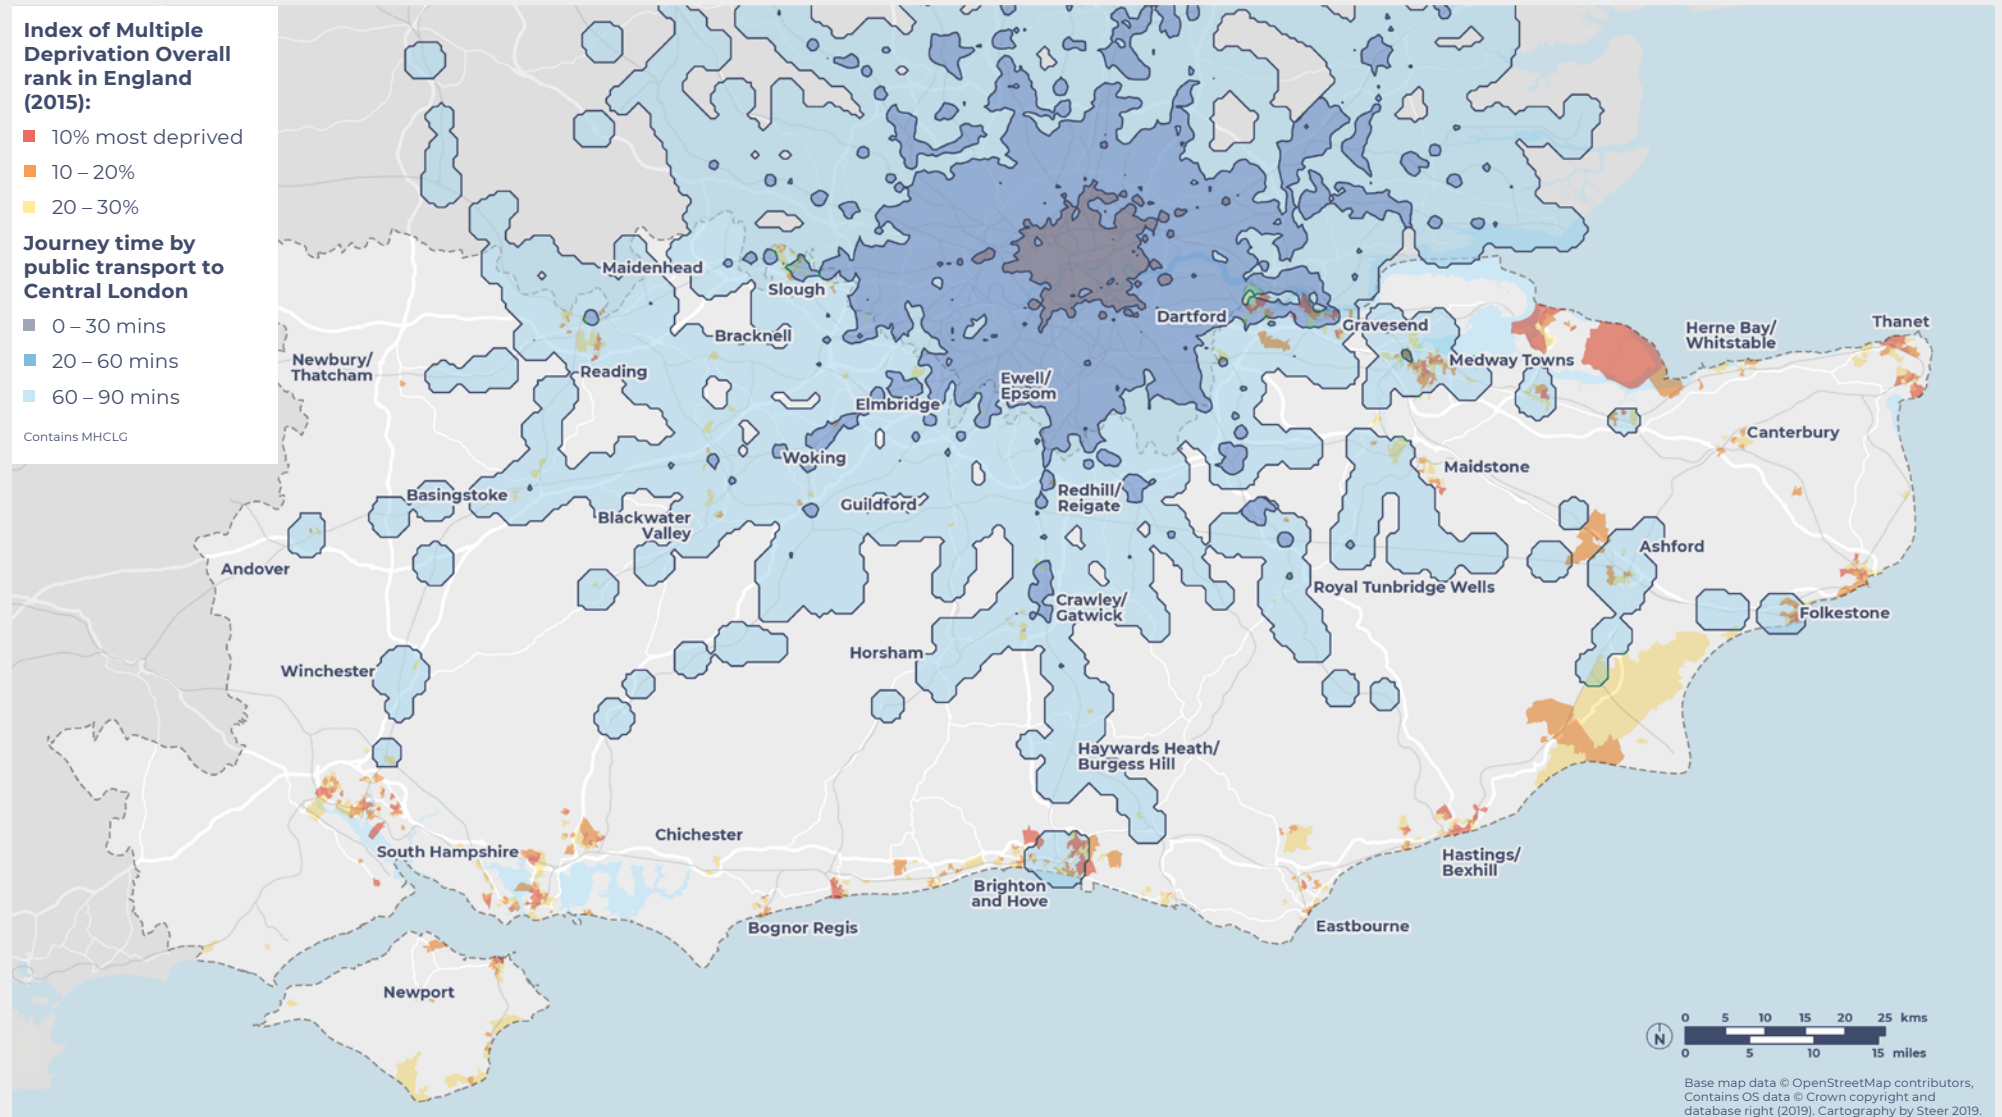 Index of Multiple
Deprivation Overall
rank in England
(2015):
10% most deprived
10 – 20%
20 – 30%
Journey time by
public transport to
Central London
0 – 30 mins
20 – 60 mins
60 – 90 mins
Contains MHCLG
Maidenhead
Slough
Bracknell
Newbury/
Thatcham
Reading
Dartford
Gravesend
Medway Towns
Herne Bay/
Whitstable
Thanet
Ewell/
Epsom
Elmbridge
Woking
Canterbury
Maidstone
Basingstoke
Blackwater
Valley
Guildford
Redhill/
Reigate
Andover
Ashford
Royal Tunbridge Wells
Crawley/
Gatwick
Folkestone
Horsham
Winchester
Haywards Heath/
Burgess Hill
Chichester
South Hampshire
Brighton
and Hove
Hastings/
Bexhill
Bognor Regis
Eastbourne
Newport
0 5 10 15 20 25 kms
N
0 5 10 15 miles
Base map data © OpenStreetMap contributors,
Contains OS data © Crown copyright and
database right (2019). Cartography by Steer 2019.